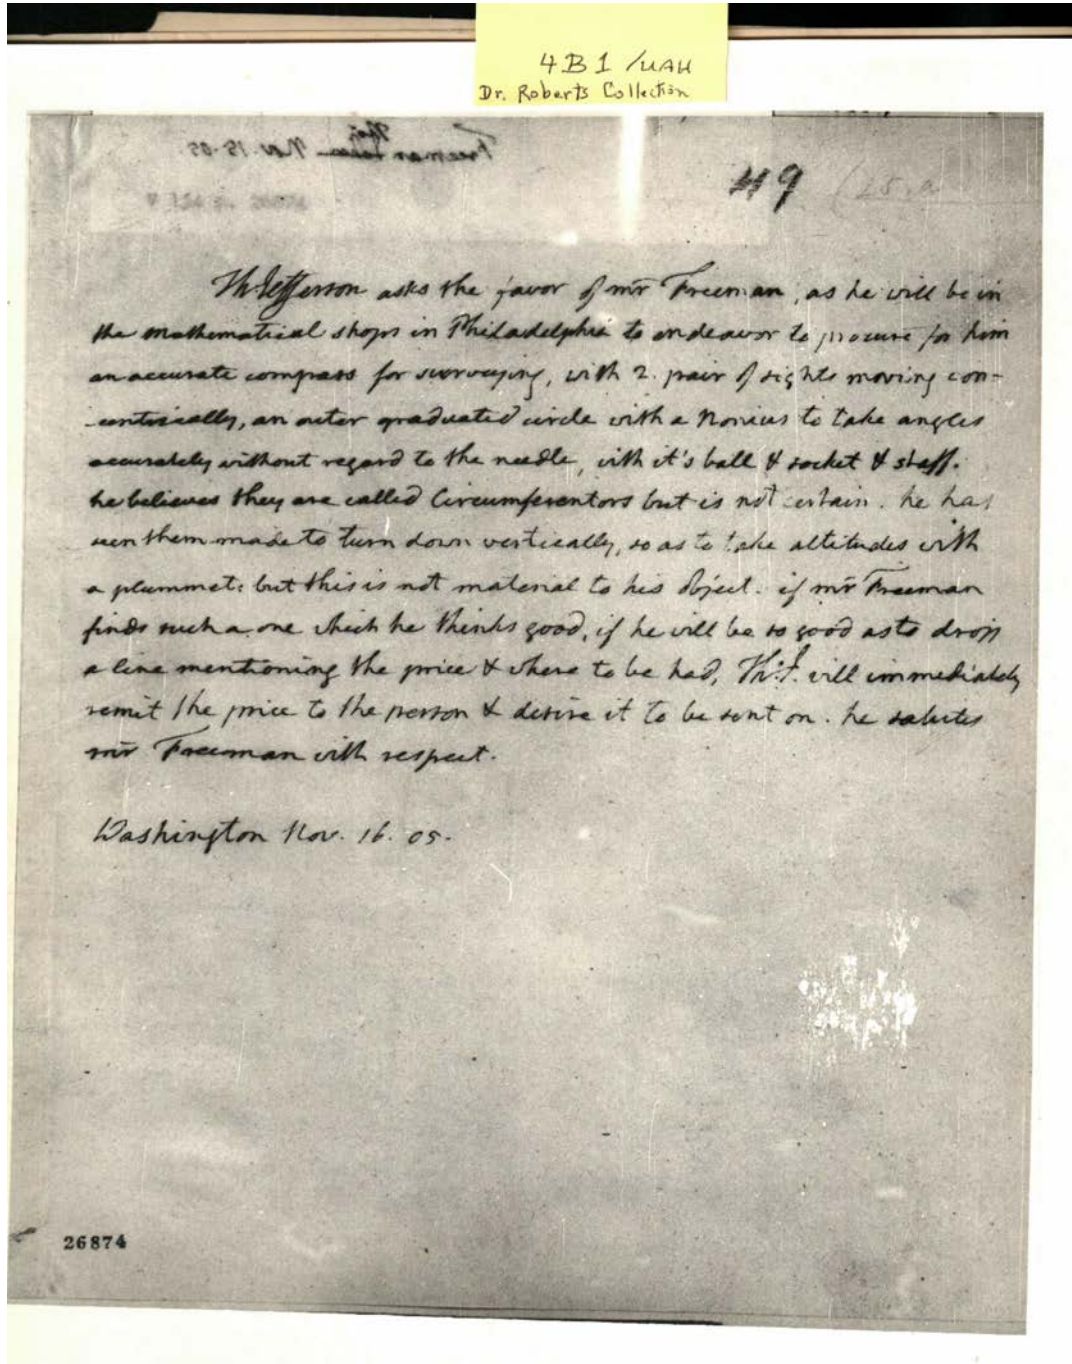 4B1 /UAH
Dr. Roberts Collection
Freeman Thos. Nov. 15. 05.
49 (25.a
Th: Jefferson asks the favor of mr Freeman, as he will be in
the mathematical shops in Philadelphia to endeavor to procure for him
an accurate compass for surveying, with 2. pair of sights moving con-
-centrically, an outer graduated circle with a Nonius to take angles
accurately without regard to the needle, with it's ball & socket & staff.
he believes they are called Circumferentors but is not certain. he has
seen them made to turn down vertically, so as to take altitudes with
a plummet: but this is not material to his object. if mr Freeman
finds such a one which he thinks good, if he will be so good as to drop
a line mentioning the price & where to be had, Th: J. will immediately
remit the price to the person & desire it to be sent on. he salutes
mr Freeman with respect.
Washington Nov. 16. 05.
26874